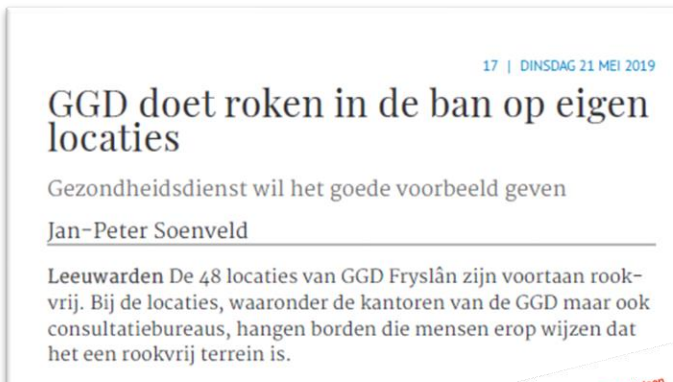 17 | DINSDAG 21 MEI 2019
GGD doet roken in de ban op eigen
locaties
Gezondheidsdienst wil het goede voorbeeld geven
Jan-Peter Soenveld
Leeuwarden De 48 locaties van GGD Fryslân zijn voortaan rook-
vrij. Bij de locaties, waaronder de kantoren van de GGD maar ook
consultatiebureaus, hangen borden die mensen erop wijzen dat
het een rookvrij terrein is.